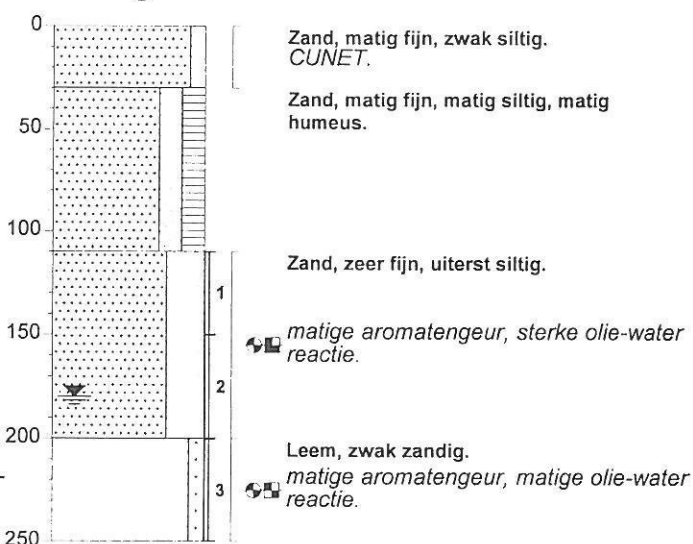 0
Zand, matig fijn, zwak siltig.
CUNET.
Zand, matig fijn, matig siltig, matig
humeus.
50
100
Zand, zeer fijn, uiterst siltig.
1
150
matige aromatengeur, sterke olie-water
reactie.
2
200
Leem, zwak zandig.
matige aromatengeur, matige olie-water
reactie.
3
250